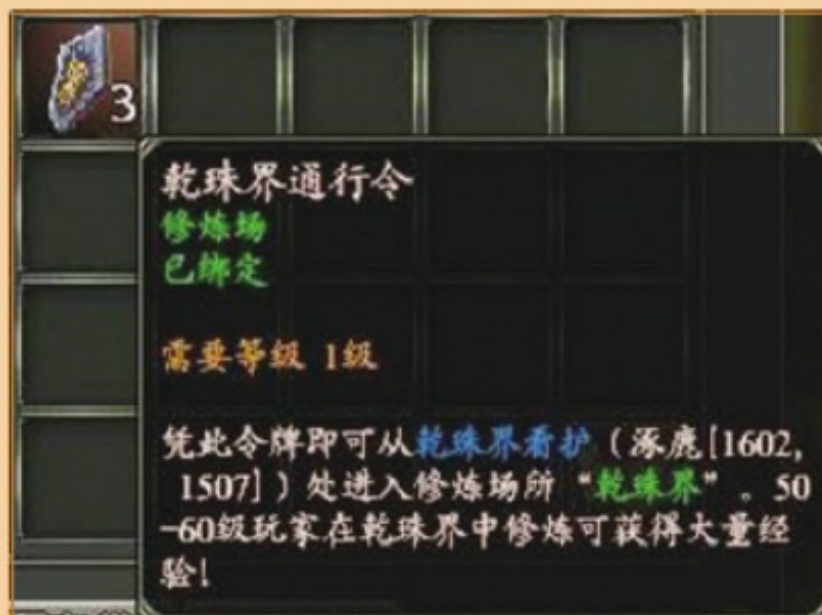 3
乾珠界通行令
修炼场
已绑定
需要等级 1级
凭此令牌即可从乾珠界看护（涿鹿[1602,
1507]）处进入修炼场所“乾珠界”。50
-60级玩家在乾珠界中修炼可获得大量经
验！